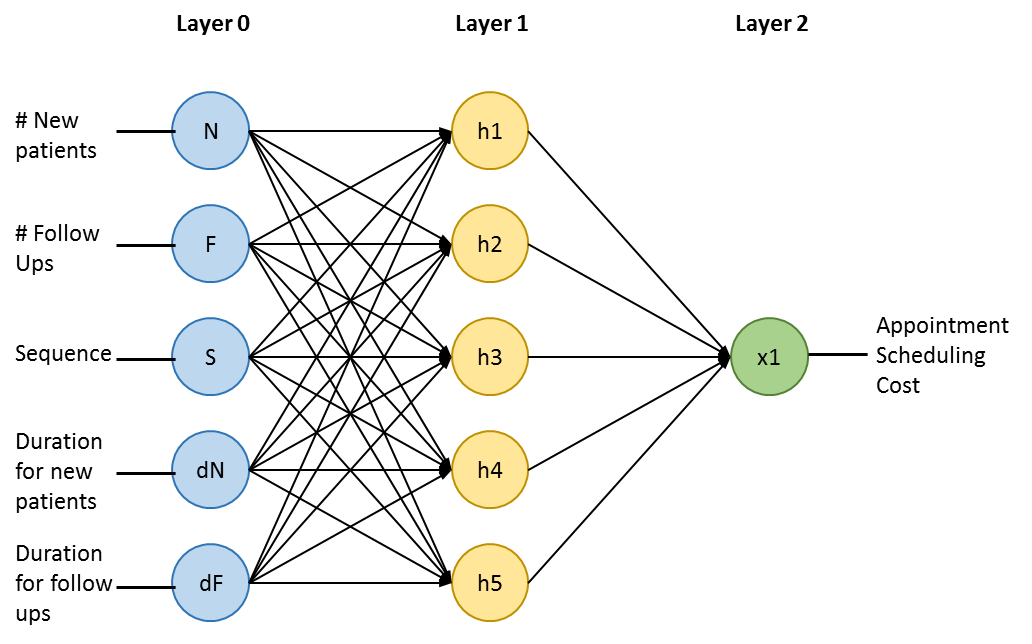 Layer 0
Layer 1
Layer 2
# New
patients
N
h1
# Follow
Ups
F
h2
Sequence
S
h3
x1
Appointment
Scheduling
Cost
Duration
for new
patients
dN
h4
Duration
for follow
ups
dF
h5